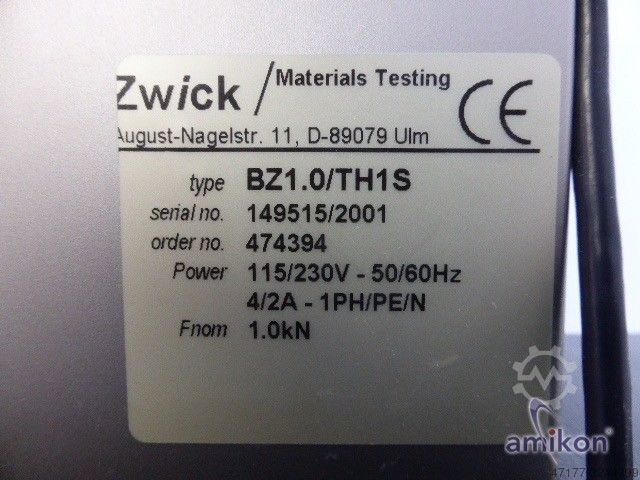 Zwick / Materials Testing
August-Nagelstr. 11, D-89079 Ulm
CE
type BZ1.0/TH1S
serial no. 149515/2001
order no. 474394
Power 115/230V - 50/60Hz
4/2A - 1PH/PE/N
Fnom 1.0kN
amikon